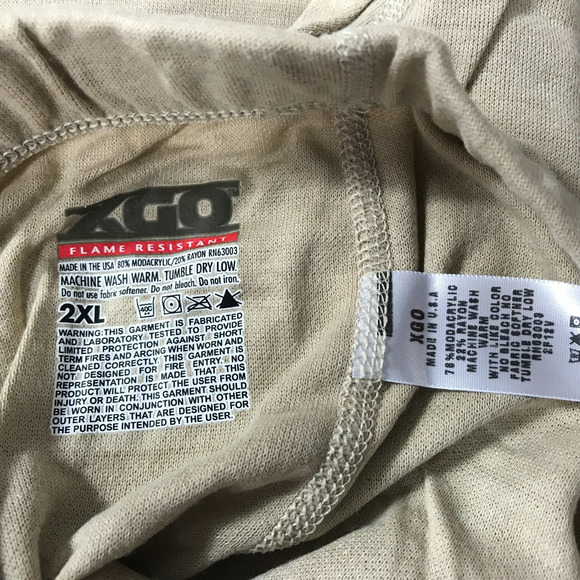 XGO
FLAME RESISTANT
MADE IN THE USA 80% MODACRYLIC/20% RAYON RN63003
MACHINE WASH WARM. TUMBLE DRY LOW.
Do not use fabric softener. Do not bleach. Do not iron.
2XL
WARNING: THIS GARMENT IS FABRICATED
AND LABORATORY TESTED TO PROVIDE
LIMITED PROTECTION AGAINST SHORT
TERM FIRES AND ARCING WHEN WORN AND
CLEANED CORRECTLY. THIS GARMENT IS
NOT DESIGNED FOR FIRE ENTRY. NO
REPRESENTATION IS MADE THAT THIS
PRODUCT WILL PROTECT THE USER FROM
INJURY OR DEATH. THIS GARMENT MUST
BE WORN IN CONJUNCTION WITH OTHER
OUTER LAYERS THAT ARE DESIGNED FOR
THE PURPOSE INTENDED BY THE USER.
XGO
MADE IN U.S.A
78%MODACRYLIC
MACHINE WASH
WARM
WITH LIKE COLOR
TUMBLE DRY LOW